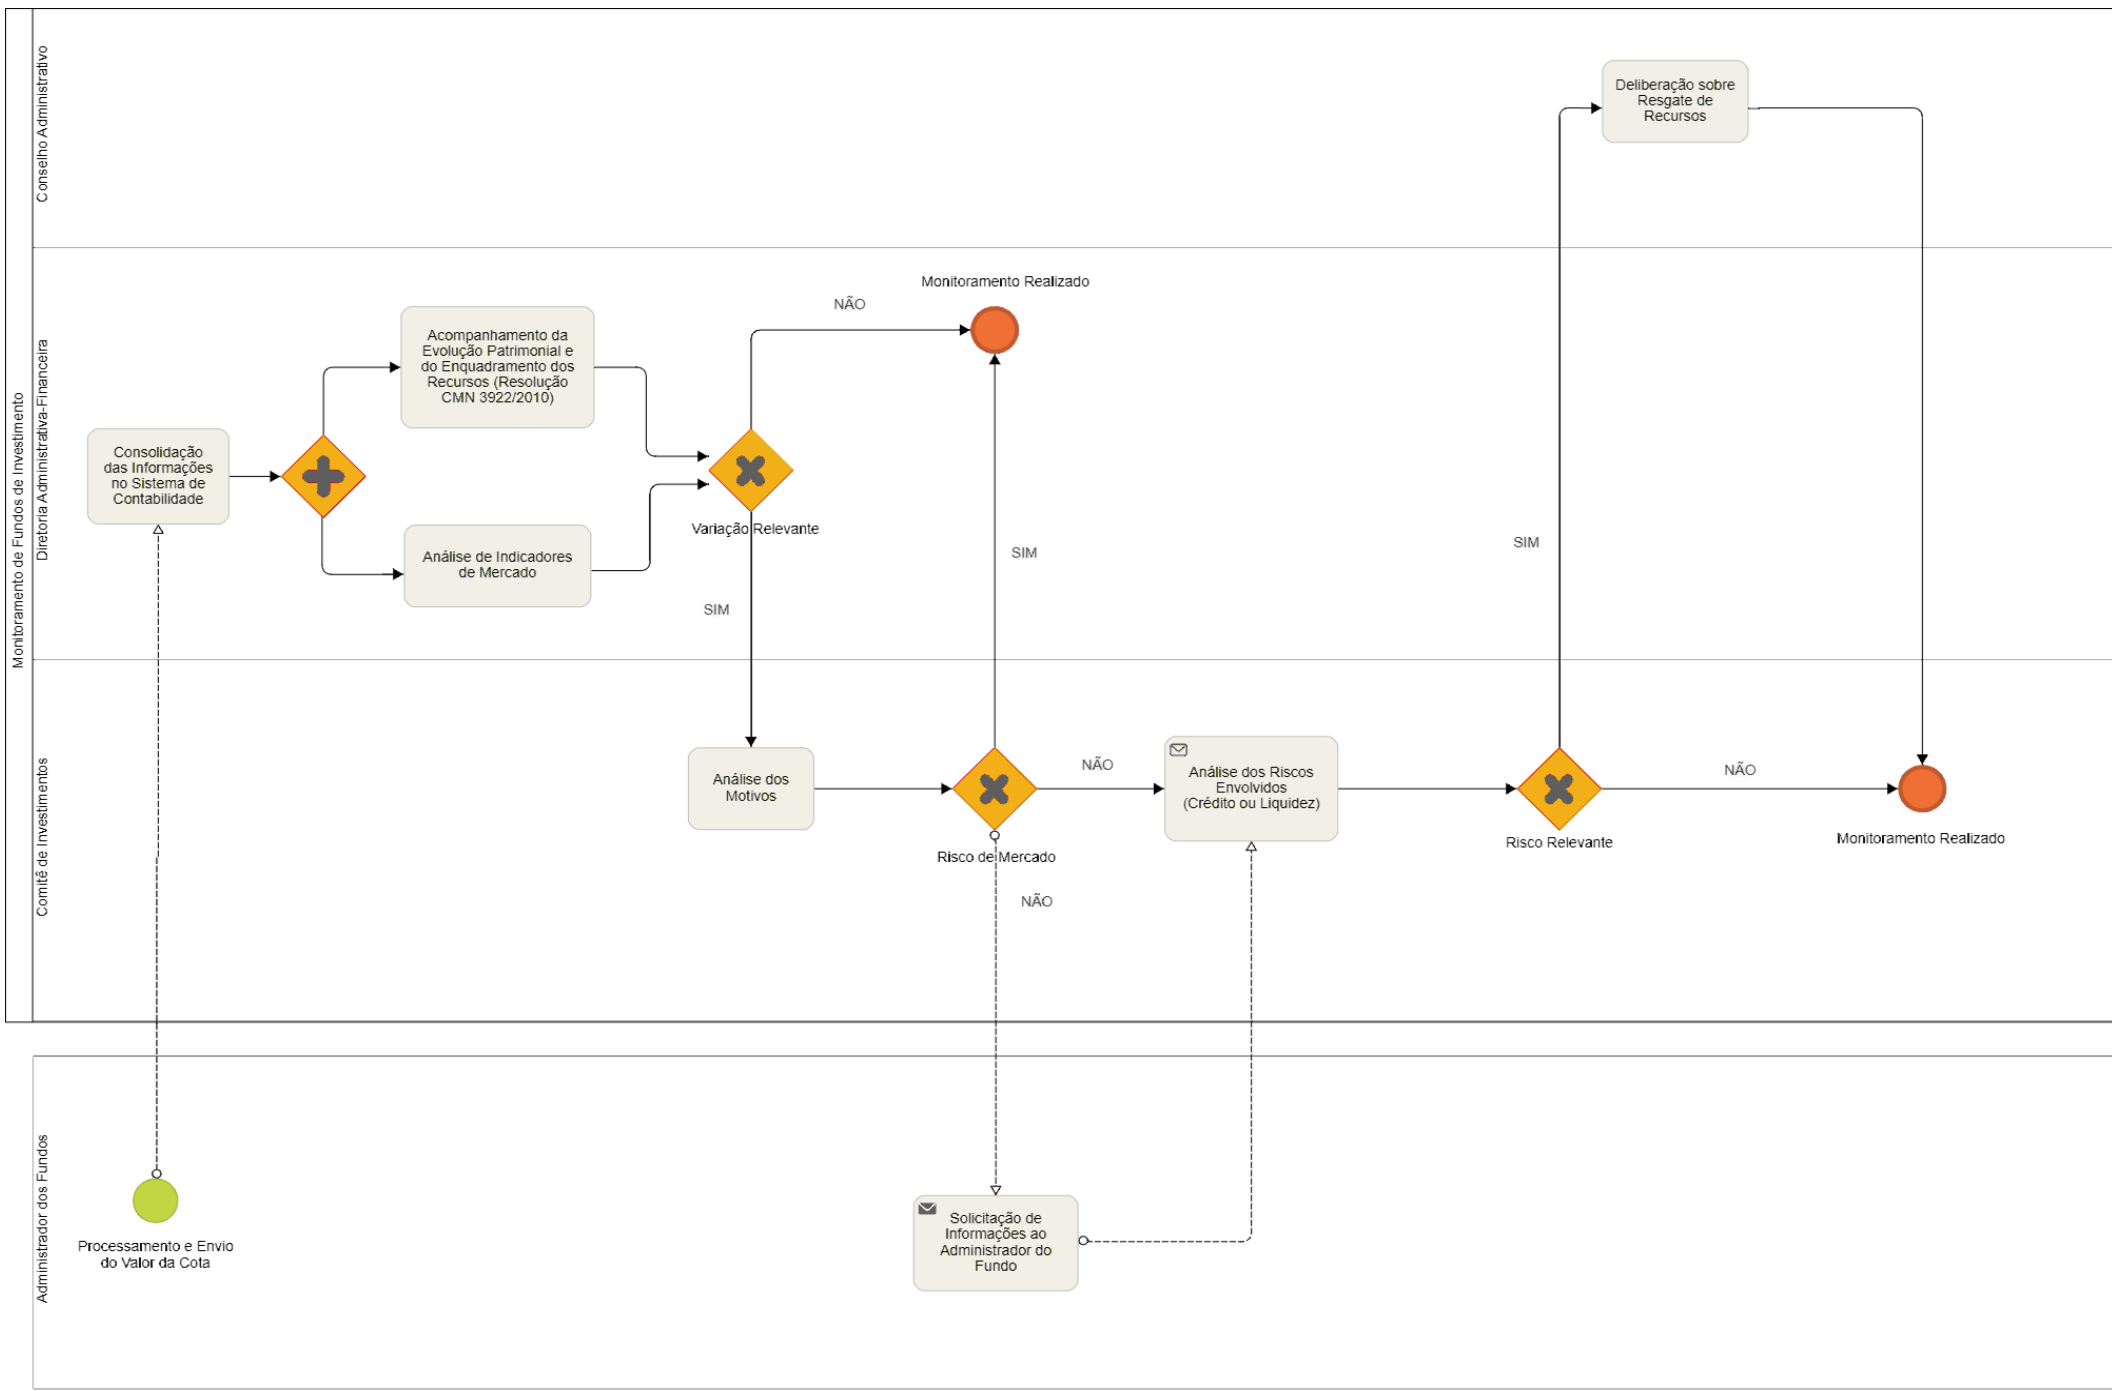 Monitoramento de Fundos de Investimento
Conselho Administrativo
Deliberação sobre
Resgate de
Recursos
Diretoria Administrativa-Financeira
Monitoramento Realizado
NÃO
Acompanhamento da
Evolução Patrimonial e
do Enquadramento dos
Recursos (Resolução
CMN 3922/2010)
Consolidação
das Informações
no Sistema de
Contabilidade
Variação Relevante
Análise de Indicadores
de Mercado
SIM
SIM
SIM
Comitê de Investimentos
Análise dos
Motivos
Risco de Mercado
NÃO
NÃO
Análise dos Riscos
Envolvidos
(Crédito ou Liquidez)
Risco Relevante
NÃO
Monitoramento Realizado
Administrador dos Fundos
Processamento e Envio
do Valor da Cota
Solicitação de
Informações ao
Administrador do
Fundo